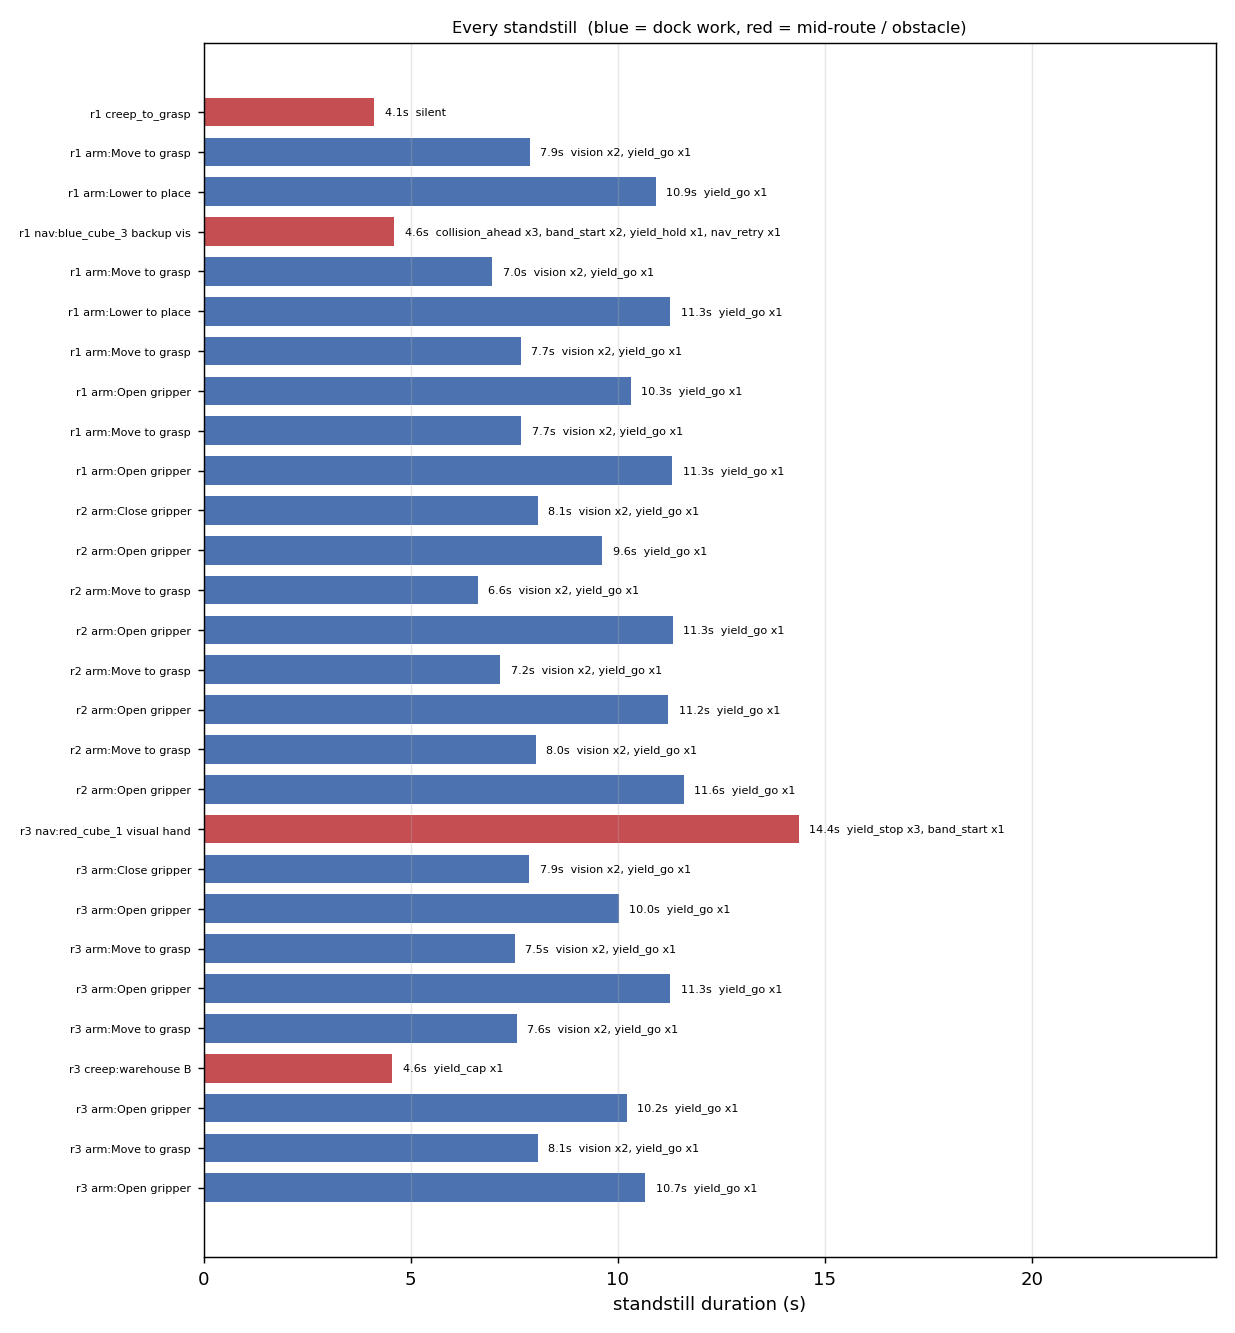 Every standstill  (blue = dock work, red = mid-route / obstacle)
r1 creep_to_grasp 4.1s  silent
r1 arm:Move to grasp 7.9s  vision x2, yield_go x1
r1 arm:Lower to place 10.9s  yield_go x1
r1 nav:blue_cube_3 backup vis 4.6s  collision_ahead x3, band_start x2, yield_hold x1, nav_retry x1
r1 arm:Move to grasp 7.0s  vision x2, yield_go x1
r1 arm:Lower to place 11.3s  yield_go x1
r1 arm:Move to grasp 7.7s  vision x2, yield_go x1
r1 arm:Open gripper 10.3s  yield_go x1
r1 arm:Move to grasp 7.7s  vision x2, yield_go x1
r1 arm:Open gripper 11.3s  yield_go x1
r2 arm:Close gripper 8.1s  vision x2, yield_go x1
r2 arm:Open gripper 9.6s  yield_go x1
r2 arm:Move to grasp 6.6s  vision x2, yield_go x1
r2 arm:Open gripper 11.3s  yield_go x1
r2 arm:Move to grasp 7.2s  vision x2, yield_go x1
r2 arm:Open gripper 11.2s  yield_go x1
r2 arm:Move to grasp 8.0s  vision x2, yield_go x1
r2 arm:Open gripper 11.6s  yield_go x1
r3 nav:red_cube_1 visual hand 14.4s  yield_stop x3, band_start x1
r3 arm:Close gripper 7.9s  vision x2, yield_go x1
r3 arm:Open gripper 10.0s  yield_go x1
r3 arm:Move to grasp 7.5s  vision x2, yield_go x1
r3 arm:Open gripper 11.3s  yield_go x1
r3 arm:Move to grasp 7.6s  vision x2, yield_go x1
r3 creep:warehouse B 4.6s  yield_cap x1
r3 arm:Open gripper 10.2s  yield_go x1
r3 arm:Move to grasp 8.1s  vision x2, yield_go x1
r3 arm:Open gripper 10.7s  yield_go x1
0 5 10 15 20
standstill duration (s)